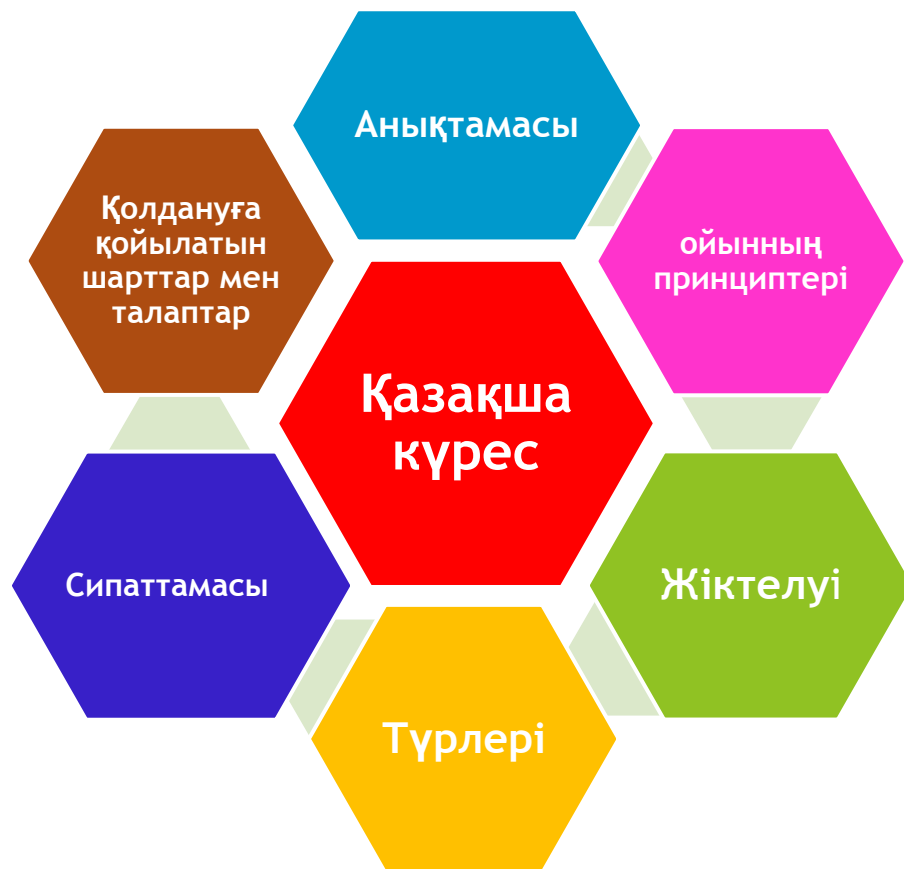 Анықтамасы
ойынның
принциптері
Жіктелуі
Түрлері
Сипаттамасы
Қолдануға
қойылатын
шарттар мен
талаптар
Қазақша
күрес